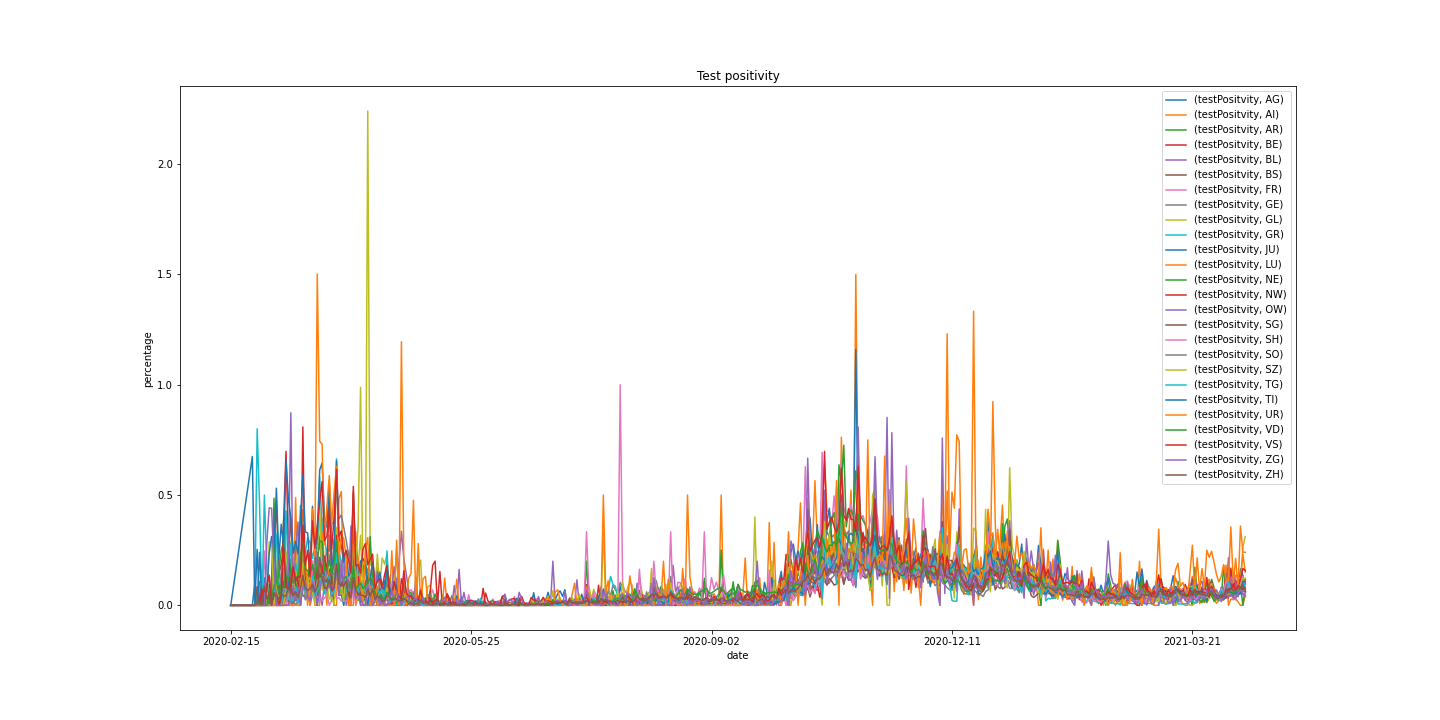 Test positivity
percentage
2.0
1.5
1.0
0.5
0.0
2020-02-15
2020-05-25
2020-09-02
2020-12-11
2021-03-21
date
(testPositvity, AG)
(testPositvity, AI)
(testPositvity, AR)
(testPositvity, BE)
(testPositvity, BL)
(testPositvity, BS)
(testPositvity, FR)
(testPositvity, GE)
(testPositvity, GL)
(testPositvity, GR)
(testPositvity, JU)
(testPositvity, LU)
(testPositvity, NE)
(testPositvity, NW)
(testPositvity, OW)
(testPositvity, SG)
(testPositvity, SH)
(testPositvity, SO)
(testPositvity, SZ)
(testPositvity, TG)
(testPositvity, TI)
(testPositvity, UR)
(testPositvity, VD)
(testPositvity, VS)
(testPositvity, ZG)
(testPositvity, ZH)